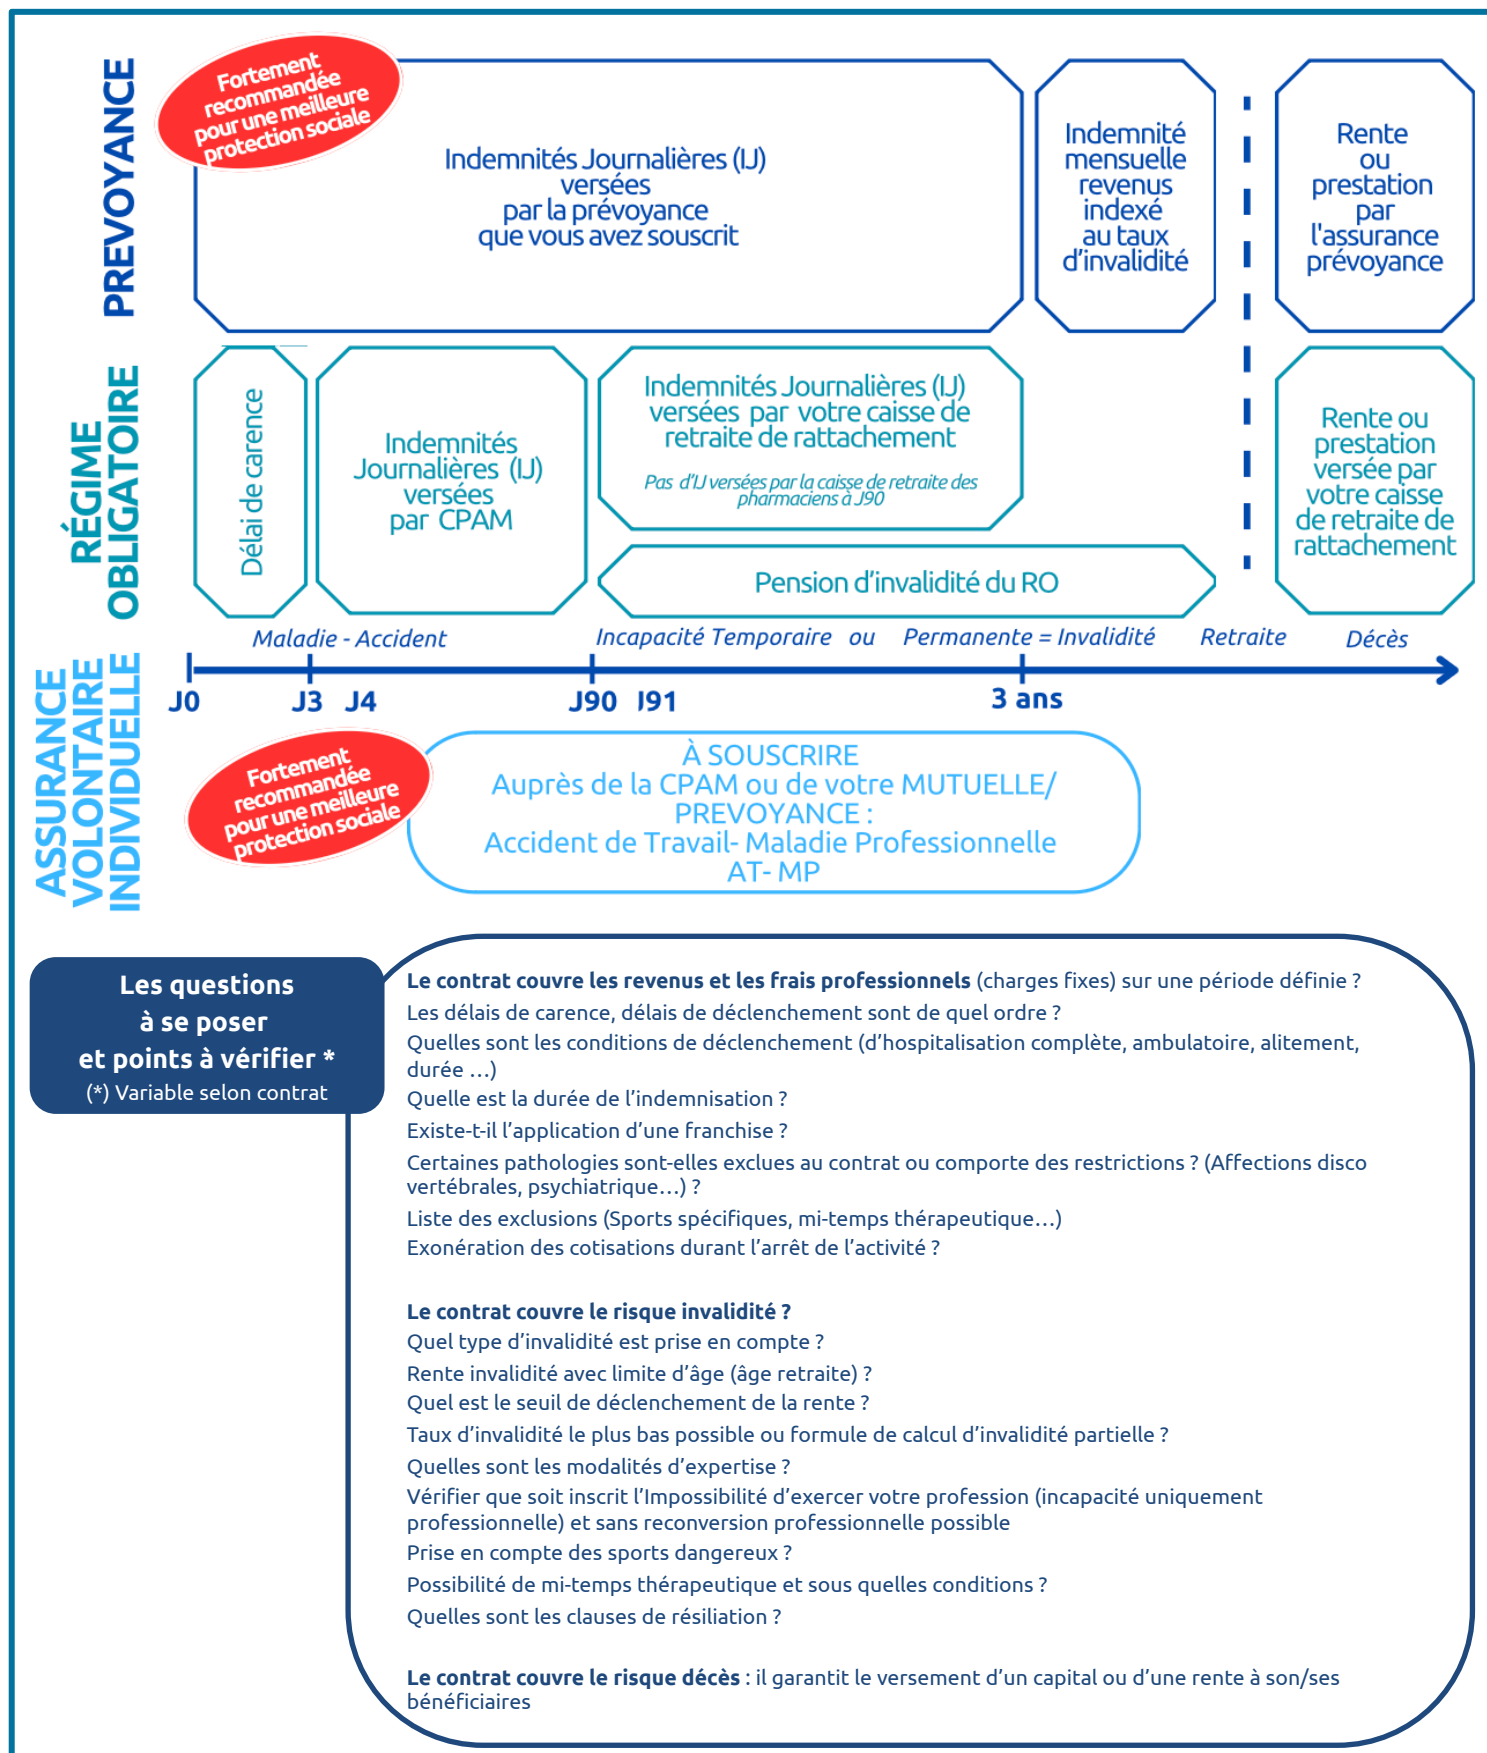 PREVOYANCE
Fortement
recommandée
pour une meilleure
protection sociale
Indemnités Journalières (IJ)
versées
par la prévoyance
que vous avez souscrit
Indemnité
mensuelle
revenus
indexé
au taux
d'invalidité
Rente
ou
prestation
par
l'assurance
prévoyance
RÉGIME
OBLIGATOIRE
Délai de carence
Indemnités
Journalières (IJ)
versées
par CPAM
Indemnités Journalières (IJ)
versées par votre caisse de
retraite de rattachement
Pas d'IJ versées par la caisse de retraite des
pharmaciens à J90
Pension d'invalidité du RO
Rente ou
prestation
versée par
votre caisse
de retraite de
rattachement
Maladie - Accident
Incapacité Temporaire ou Permanente = Invalidité
Retraite
Décès
J0
J3
J4
J90
J91
3 ans
ASSURANCE
VOLONTAIRE
INDIVIDUELLE
Fortement
recommandée
pour une meilleure
protection sociale
À SOUSCRIRE
Auprès de la CPAM ou de votre MUTUELLE/
PREVOYANCE :
Accident de Travail- Maladie Professionnelle
AT- MP
Les questions
à se poser
et points à vérifier *
(*) Variable selon contrat
Le contrat couvre les revenus et les frais professionnels (charges fixes) sur une période définie ?
Les délais de carence, délais de déclenchement sont de quel ordre ?
Quelles sont les conditions de déclenchement (d'hospitalisation complète, ambulatoire, alitement,
durée …)
Quelle est la durée de l'indemnisation ?
Existe-t-il l'application d'une franchise ?
Certaines pathologies sont-elles exclues au contrat ou comporte des restrictions ? (Affections disco
vertébrales, psychiatrique…) ?
Liste des exclusions (Sports spécifiques, mi-temps thérapeutique…)
Exonération des cotisations durant l'arrêt de l'activité ?
Le contrat couvre le risque invalidité ?
Quel type d'invalidité est prise en compte ?
Rente invalidité avec limite d'âge (âge retraite) ?
Quel est le seuil de déclenchement de la rente ?
Taux d'invalidité le plus bas possible ou formule de calcul d'invalidité partielle ?
Quelles sont les modalités d'expertise ?
Vérifier que soit inscrit l'Impossibilité d'exercer votre profession (incapacité uniquement
professionnelle) et sans reconversion professionnelle possible
Prise en compte des sports dangereux ?
Possibilité de mi-temps thérapeutique et sous quelles conditions ?
Quelles sont les clauses de résiliation ?
Le contrat couvre le risque décès : il garantit le versement d'un capital ou d'une rente à son/ses
bénéficiaires